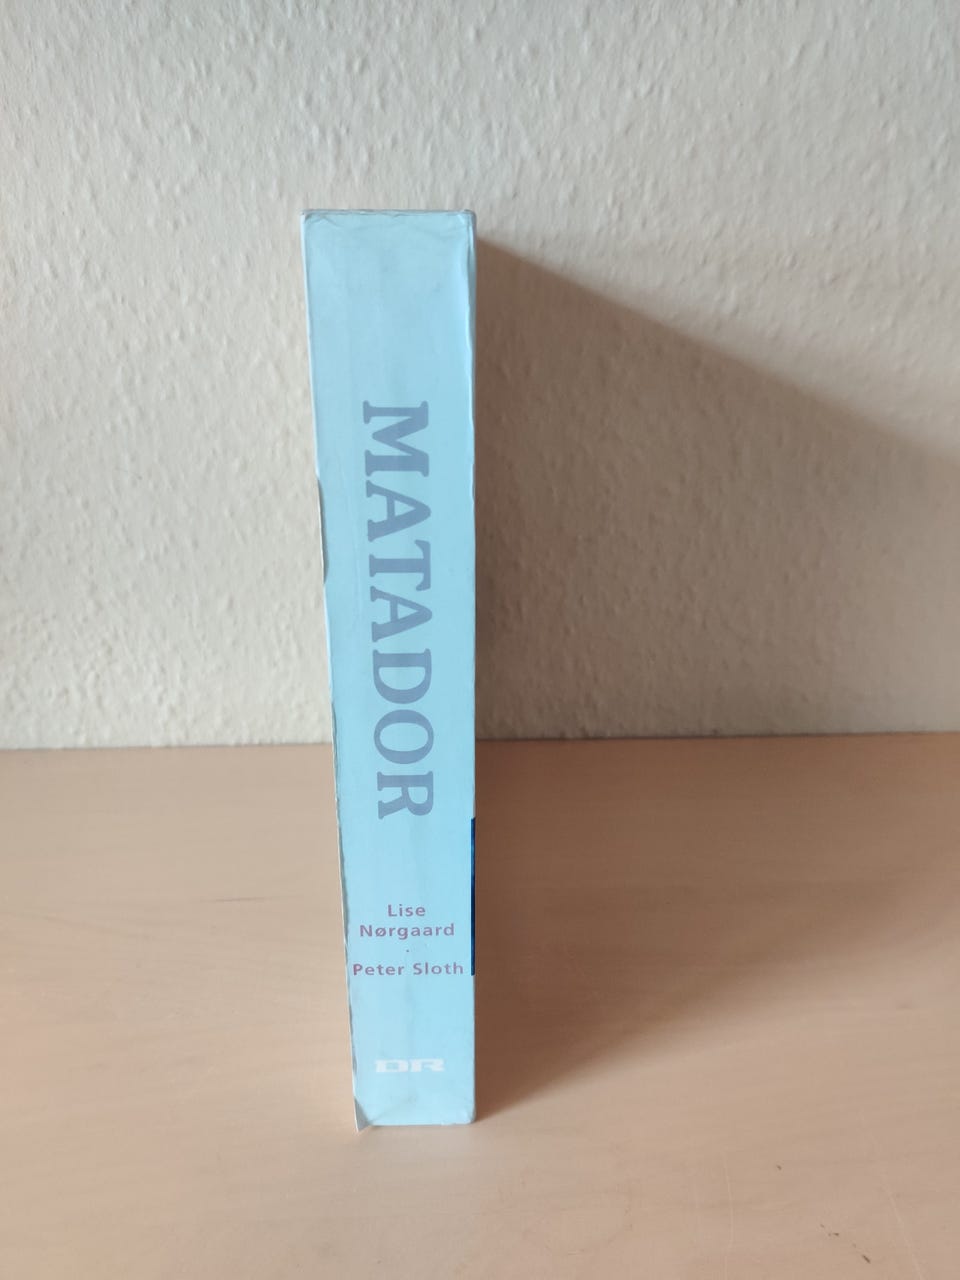 MATADOR
Lise
Nørgaard
·
Peter Sloth
DR